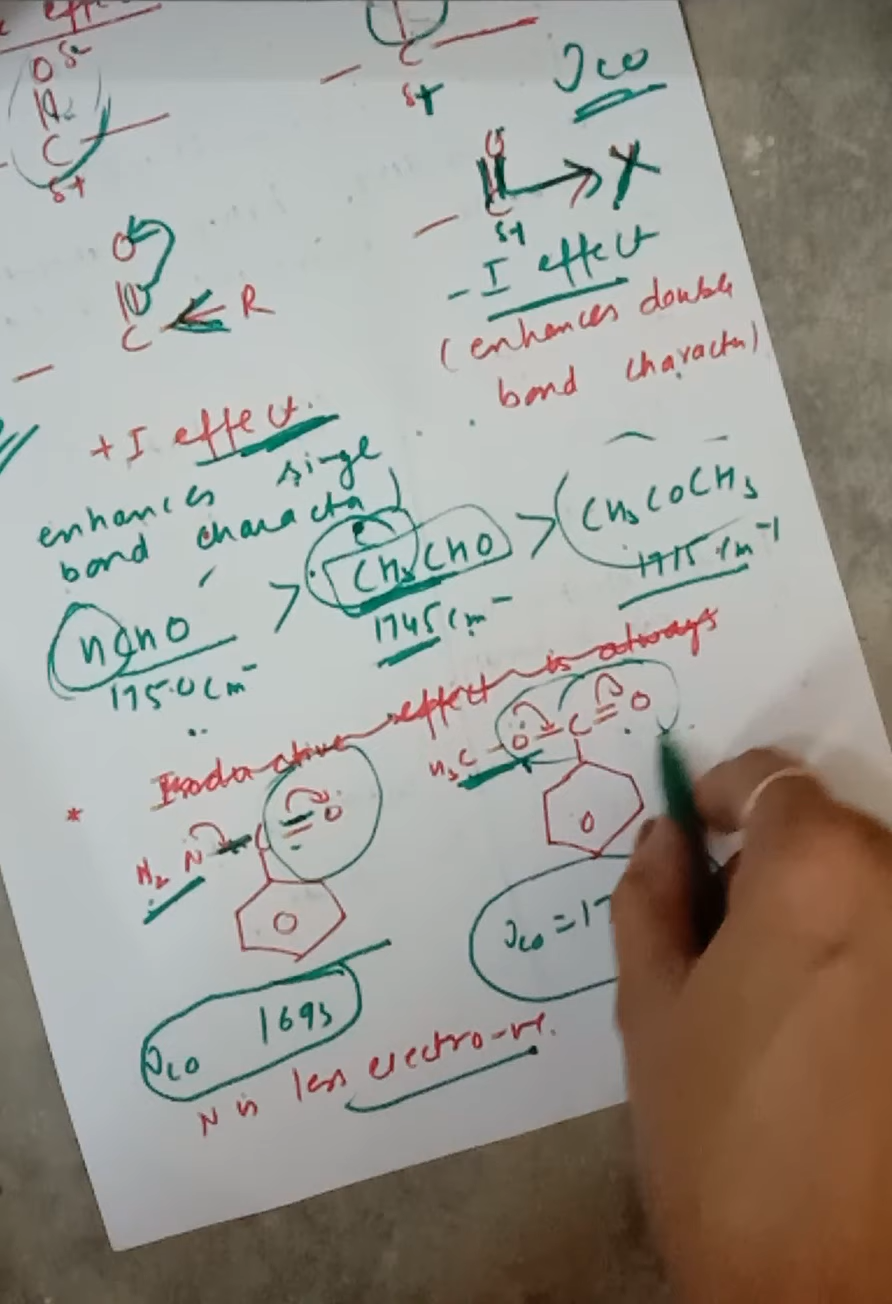 O δ-
C
δ+
C
δ+
νco
O
C
δ+
→ Y
- I effect
(enhances double
bond character)
O
C ← R
+ I effect.
enhances single
bond character)
HCHO > CH3CHO > CH3COCH3
1750 cm-
1745 cm-
1715 cm-1
* Inductive effect is always
H3C - O - C = O
H2 N - C = O
νco = 17
νco 1693
N is less electro-ve.